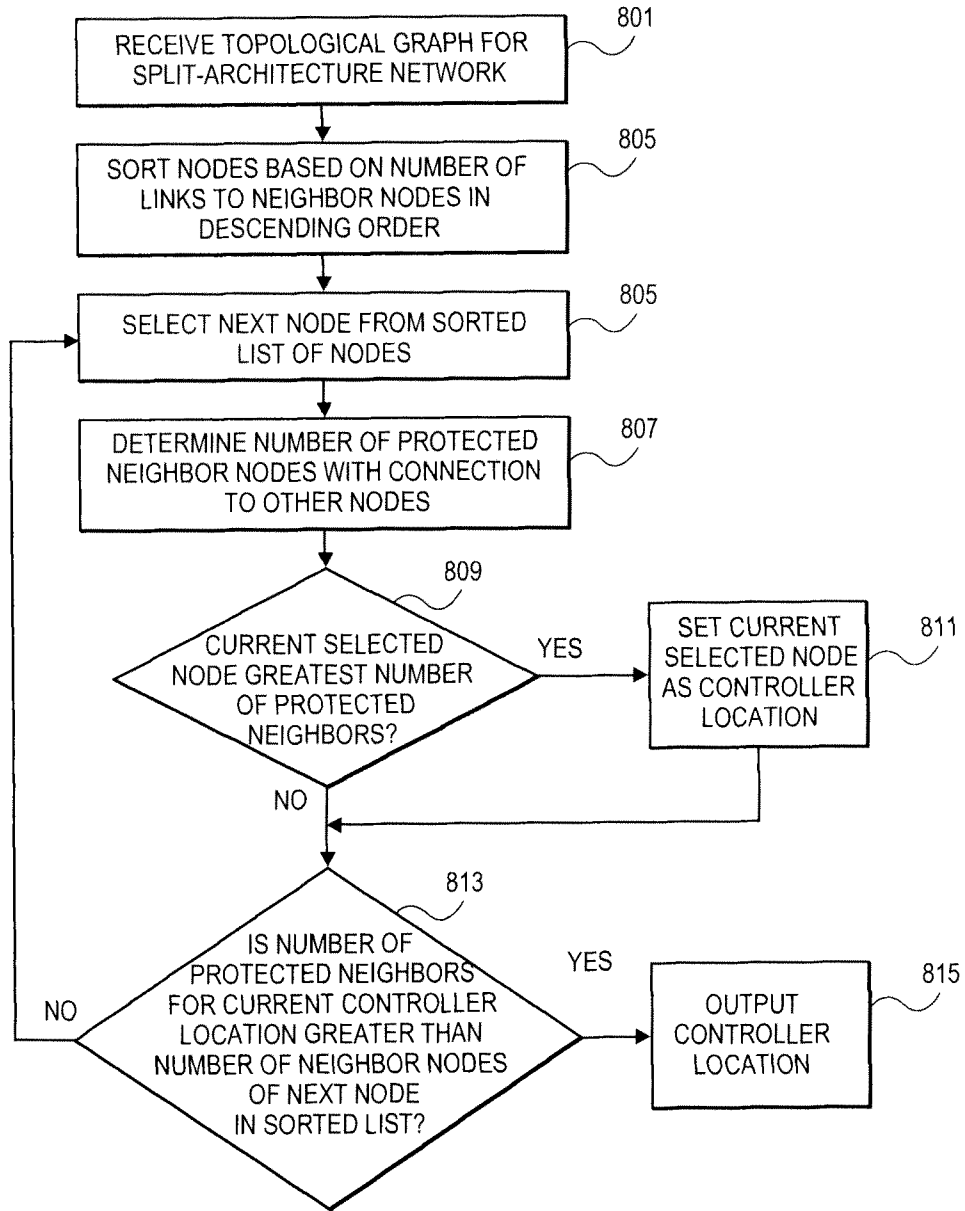 RECEIVE TOPOLOGICAL GRAPH FOR
SPLIT-ARCHITECTURE NETWORK
801
SORT NODES BASED ON NUMBER OF
LINKS TO NEIGHBOR NODES IN
DESCENDING ORDER
805
SELECT NEXT NODE FROM SORTED
LIST OF NODES
805
DETERMINE NUMBER OF PROTECTED
NEIGHBOR NODES WITH CONNECTION
TO OTHER NODES
807
CURRENT SELECTED
NODE GREATEST NUMBER
OF PROTECTED
NEIGHBORS?
809
YES
SET CURRENT
SELECTED NODE
AS CONTROLLER
LOCATION
811
NO
IS NUMBER OF
PROTECTED NEIGHBORS
FOR CURRENT CONTROLLER
LOCATION GREATER THAN
NUMBER OF NEIGHBOR NODES
OF NEXT NODE
IN SORTED LIST?
813
NO
YES
OUTPUT
CONTROLLER
LOCATION
815